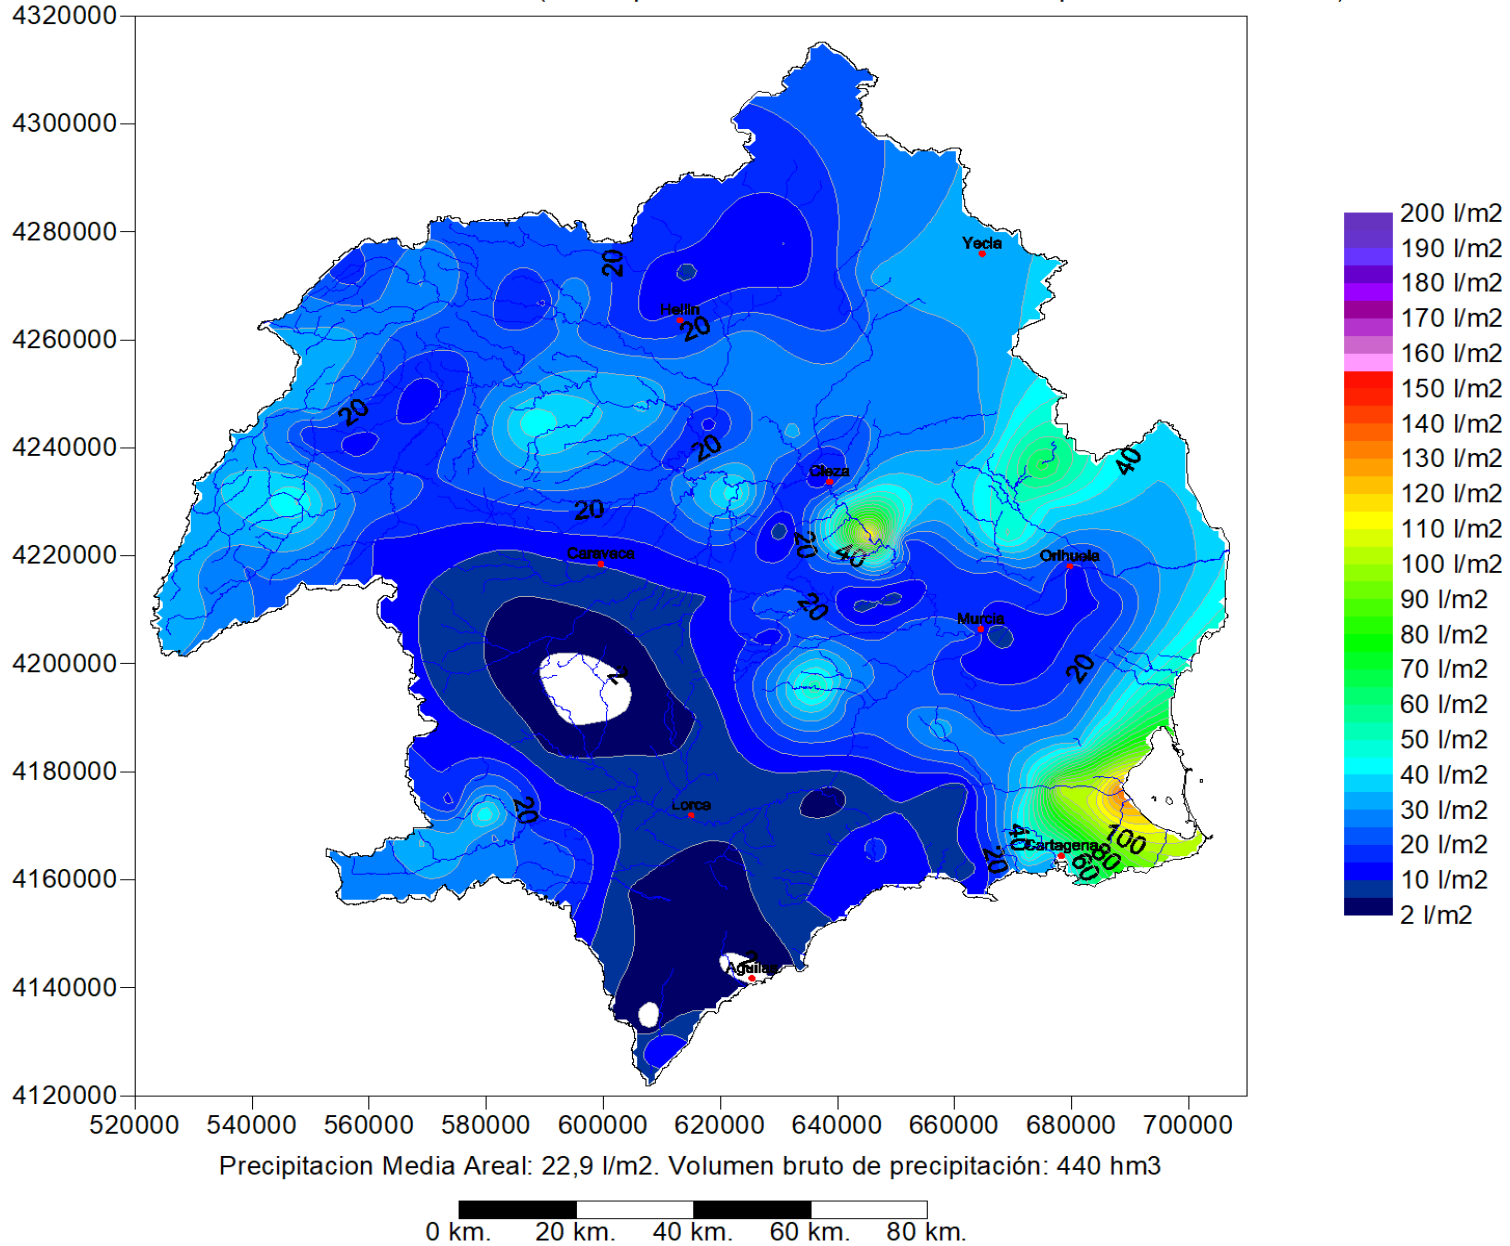 4320000
4300000
4280000
4260000
4240000
4220000
4200000
4180000
4160000
4140000
4120000
520000 540000 560000 580000 600000 620000 640000 660000 680000 700000
Yecla
20
Hellin
20
20
20
40
Cieza
20
20
40
Caravaca
Orihuela
20
Murcia
20
2
20
Lorca
40
100
Cartagena
80
60
20
2
Aguilas
200 l/m2
190 l/m2
180 l/m2
170 l/m2
160 l/m2
150 l/m2
140 l/m2
130 l/m2
120 l/m2
110 l/m2
100 l/m2
90 l/m2
80 l/m2
70 l/m2
60 l/m2
50 l/m2
40 l/m2
30 l/m2
20 l/m2
10 l/m2
2 l/m2
Precipitacion Media Areal: 22,9 l/m2. Volumen bruto de precipitación: 440 hm3
0 km. 20 km. 40 km. 60 km. 80 km.